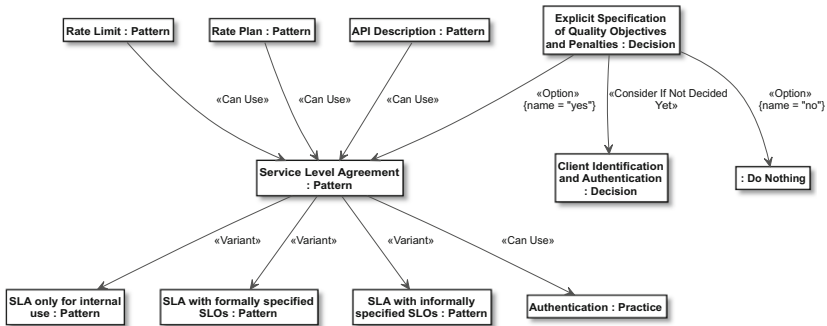 Rate Limit : Pattern
Rate Plan : Pattern
API Description : Pattern
Explicit Specification
of Quality Objectives
and Penalties : Decision
«Can Use»
«Can Use»
«Can Use»
«Option»
{name = "yes"}
«Consider If Not Decided
Yet»
«Option»
{name = "no"}
Service Level Agreement
: Pattern
Client Identification
and Authentication
: Decision
: Do Nothing
«Variant»
«Variant»
«Variant»
«Can Use»
SLA only for internal
use : Pattern
SLA with formally specified
SLOs : Pattern
SLA with informally
specified SLOs : Pattern
Authentication : Practice